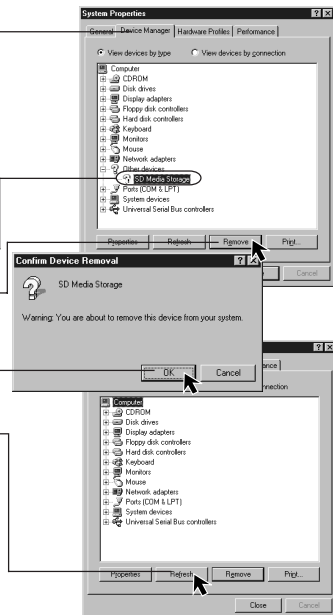 System Properties
General Device Manager Hardware Profiles Performance
View devices by type View devices by connection
Computer
CDROM
Disk drives
Display adapters
Floppy disk controllers
Hard disk controllers
Keyboard
Monitors
Mouse
Network adapters
Other devices
SD Media Storage
Ports (COM & LPT)
System devices
Universal Serial Bus controllers
Properties Refresh Remove Print...
Cancel
Confirm Device Removal
SD Media Storage
Warning: You are about to remove this device from your system.
OK Cancel
Computer
CDROM
Disk drives
Display adapters
Floppy disk controllers
Hard disk controllers
Keyboard
Monitors
Mouse
Network adapters
Ports (COM & LPT)
System devices
Universal Serial Bus controllers
Properties Refresh Remove Print...
Close Cancel